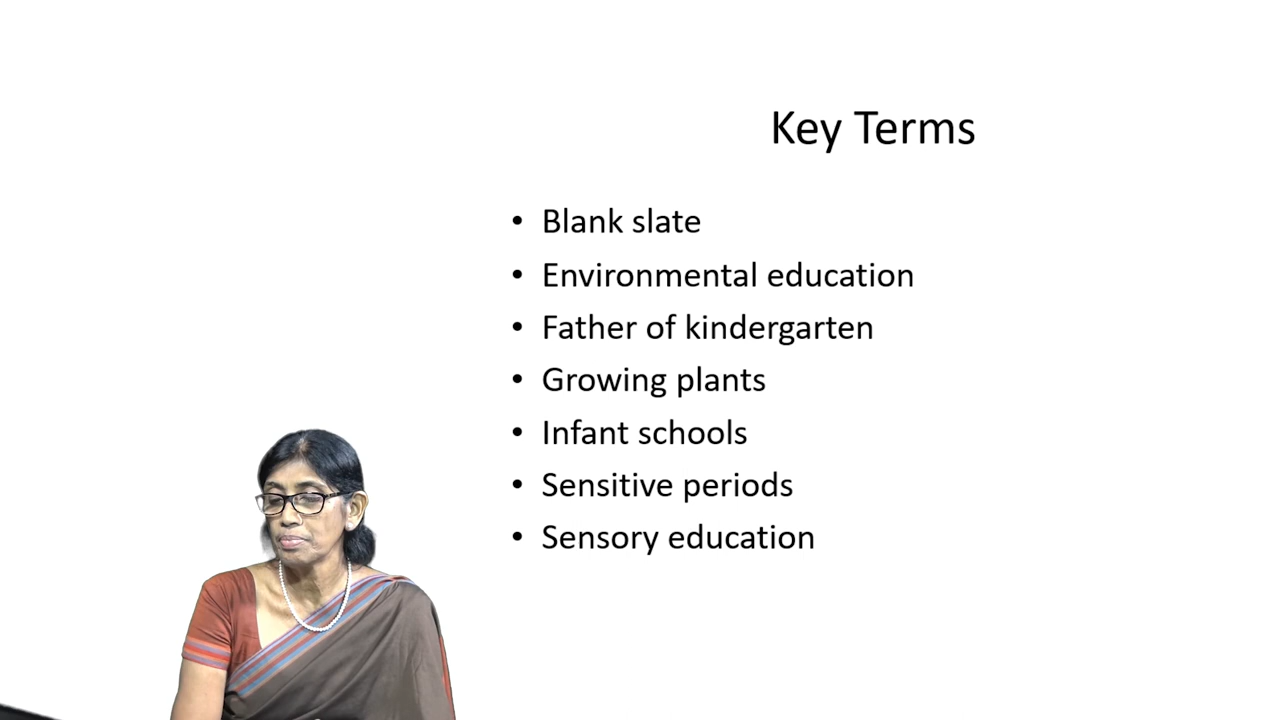 Key Terms
• Blank slate
• Environmental education
• Father of kindergarten
• Growing plants
• Infant schools
• Sensitive periods
• Sensory education